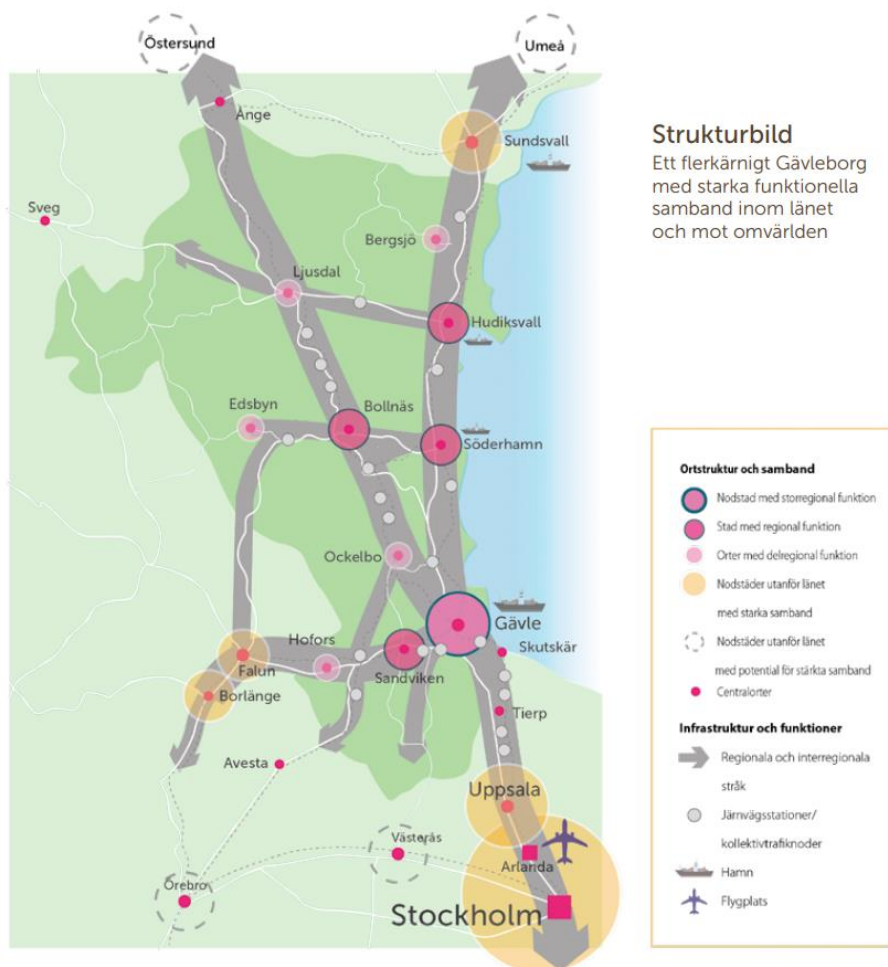 Östersund
Umeå
Ånge
Sundsvall
Sveg
Bergsjö
Ljusdal
Hudiksvall
Edsbyn
Bollnäs
Söderhamn
Ockelbo
Gävle
Hofors
Skutskär
Falun
Sandviken
Borlänge
Tierp
Avesta
Uppsala
Västerås
Arlanda
Örebro
Stockholm
Strukturbild
Ett flerkärnigt Gävleborg
med starka funktionella
samband inom länet
och mot omvärlden
Ortstruktur och samband
Nodstad med storregional funktion
Stad med regional funktion
Orter med delregional funktion
Nodstäder utanför länet
med starka samband
Nodstäder utanför länet
med potential för stärkta samband
Centralorter
Infrastruktur och funktioner
Regionala och interregionala
stråk
Järnvägsstationer/
kollektivtrafiknoder
Hamn
Flygplats